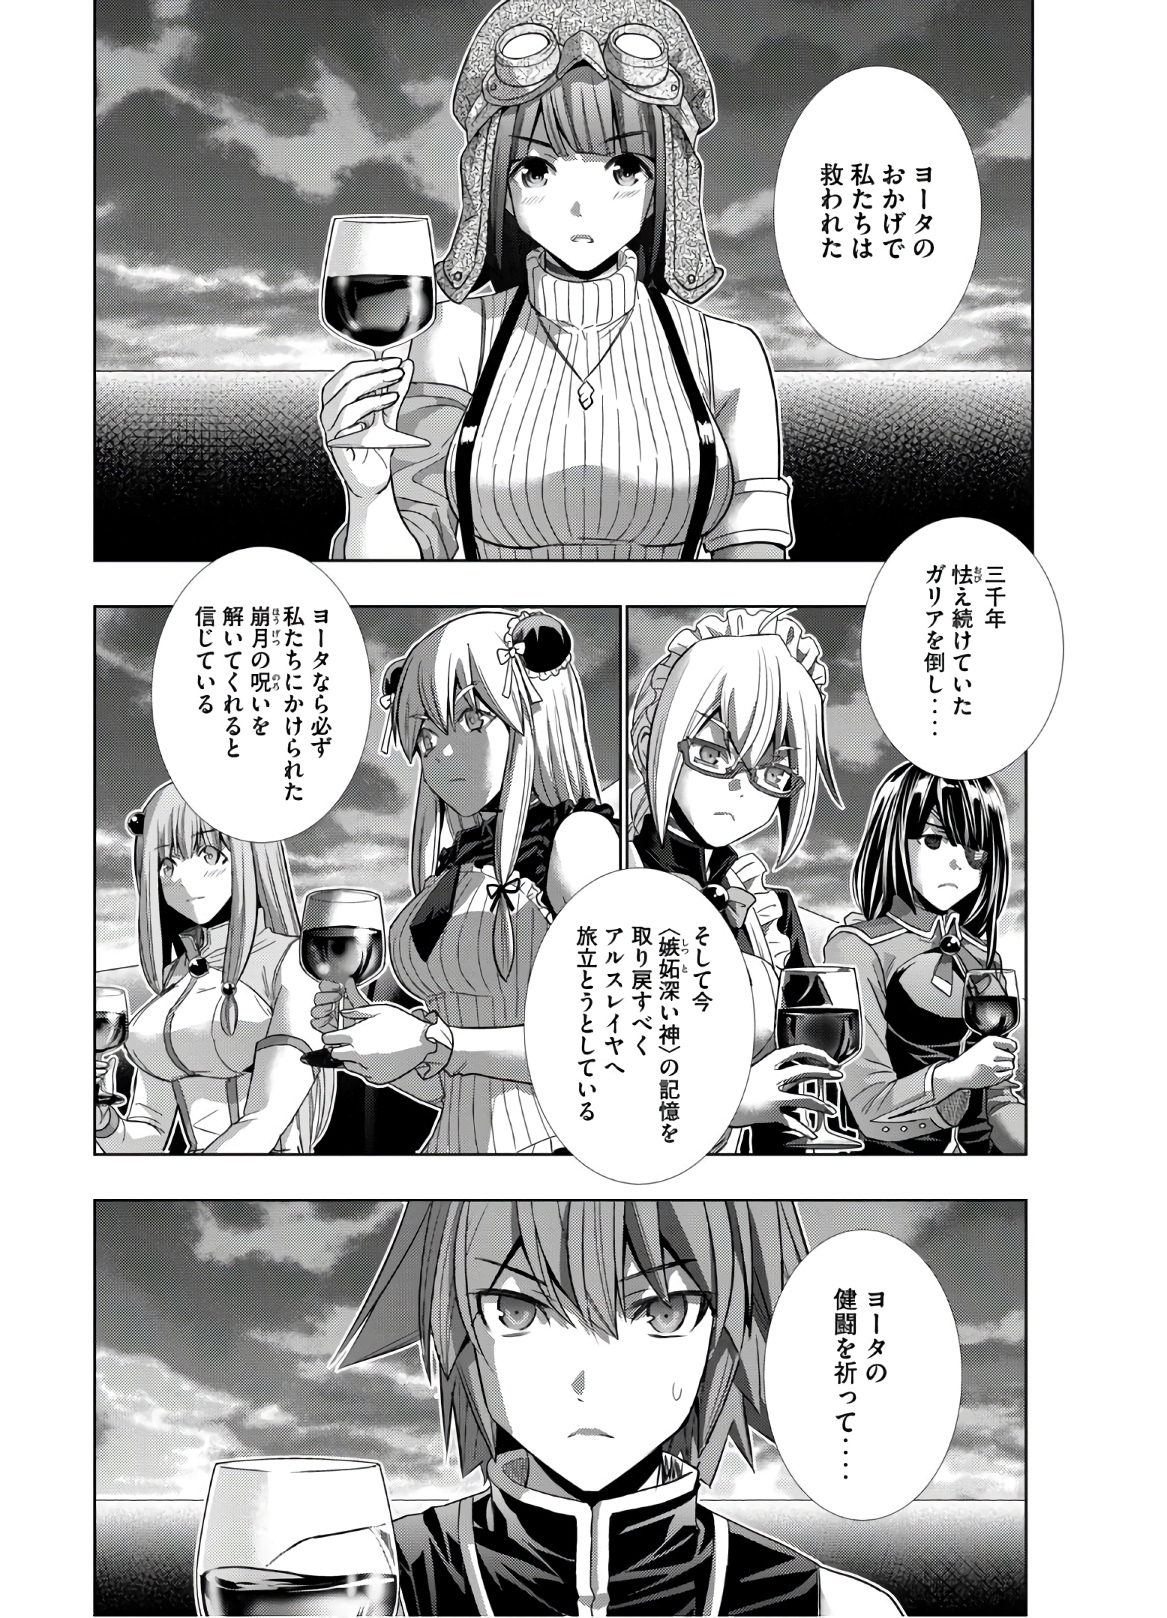 ヨータの
おかげで
私たちは
救われた
三千年
怯え続けていた
ガリアを倒し‥‥
そして今
〈嫉妬深い神〉の記憶を
取り戻すべく
アルスレイヤへ
旅立とうとしている
ヨータなら必ず
私たちにかけられた
崩月の呪いを
解いてくれると
信じている
ヨータの
健闘を祈って‥‥